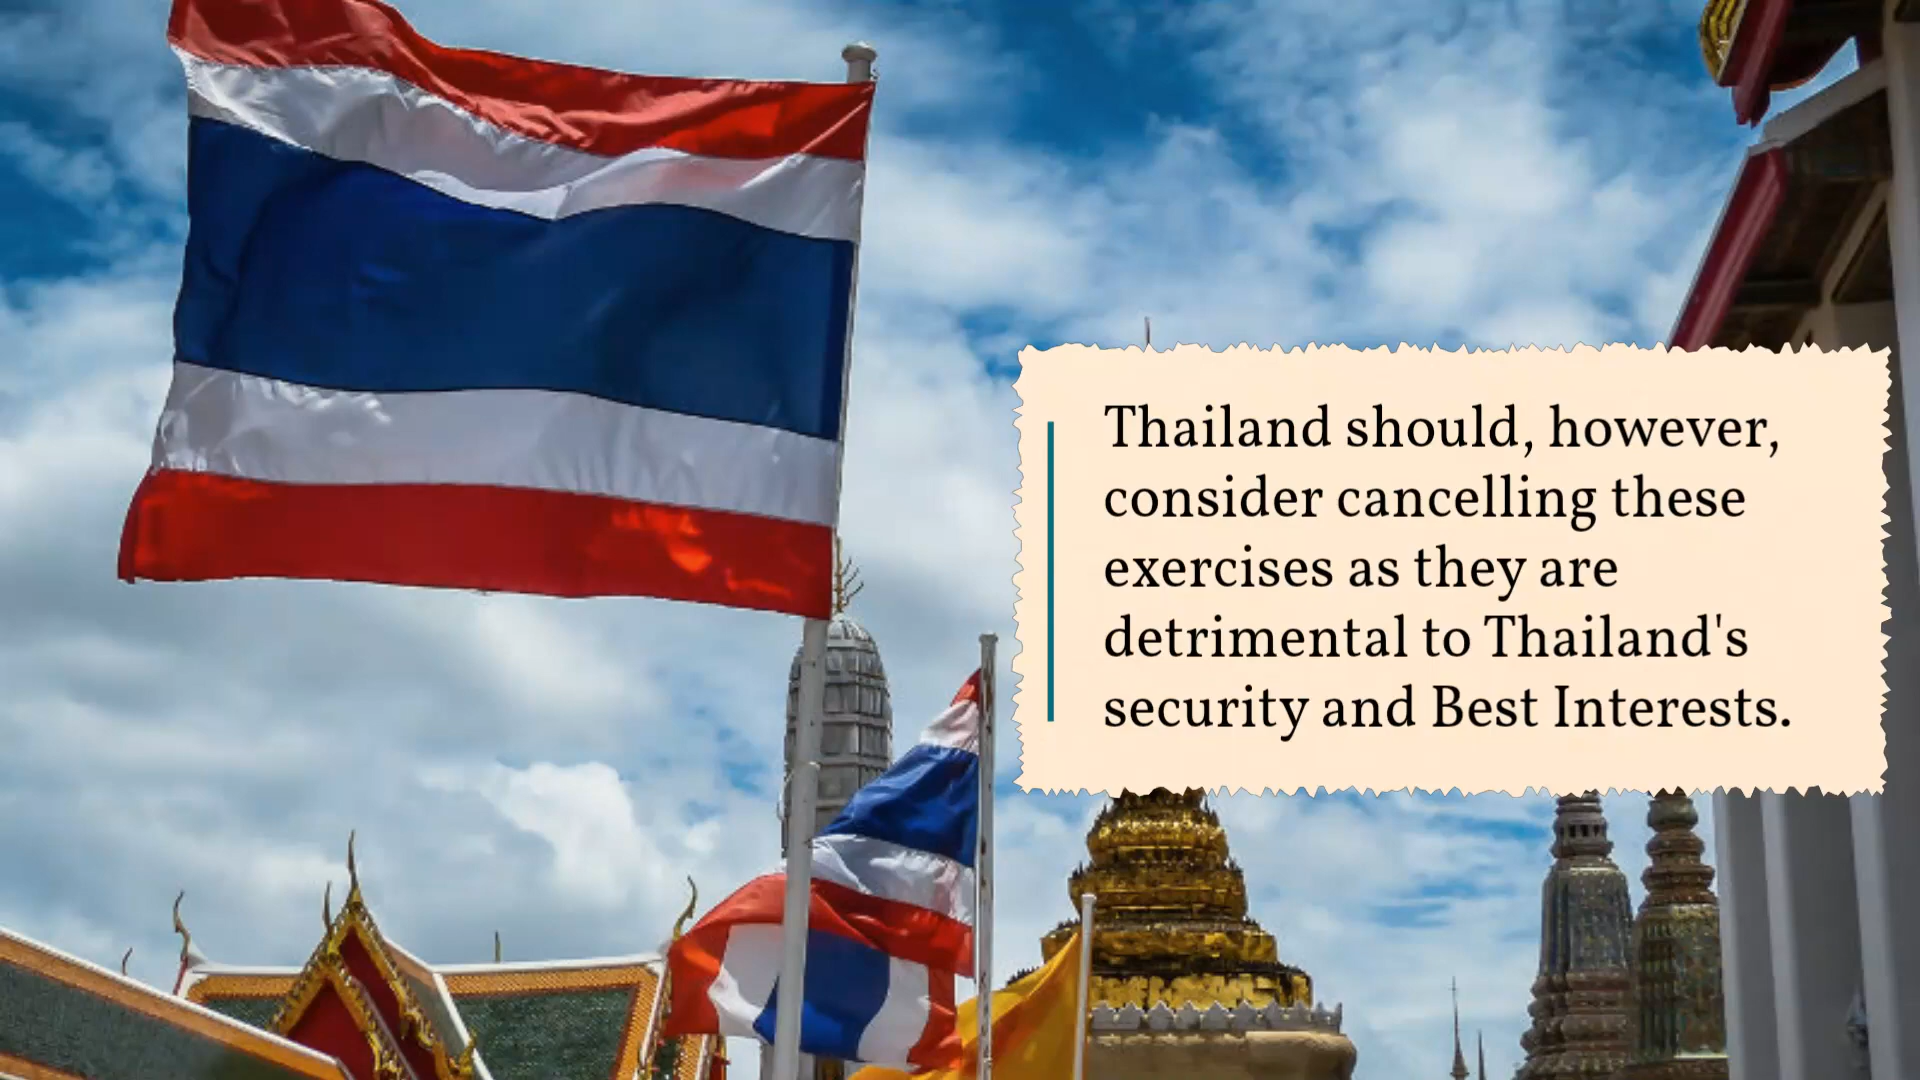 Thailand should, however,
consider cancelling these
exercises as they are
detrimental to Thailand's
security and Best Interests.